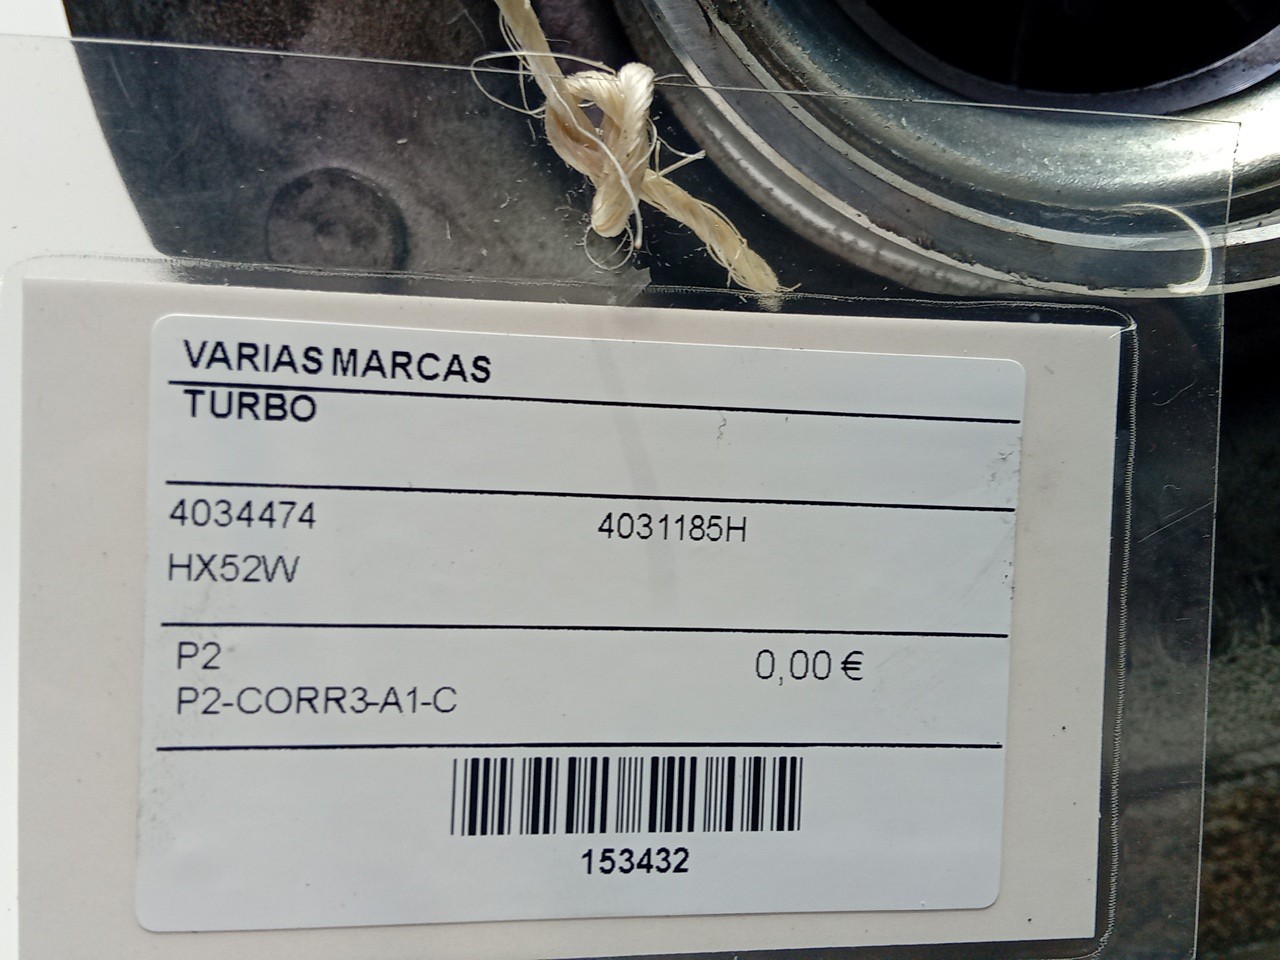 VARIAS MARCAS
TURBO
4034474 4031185H
HX52W
P2 0,00 €
P2-CORR3-A1-C
153432